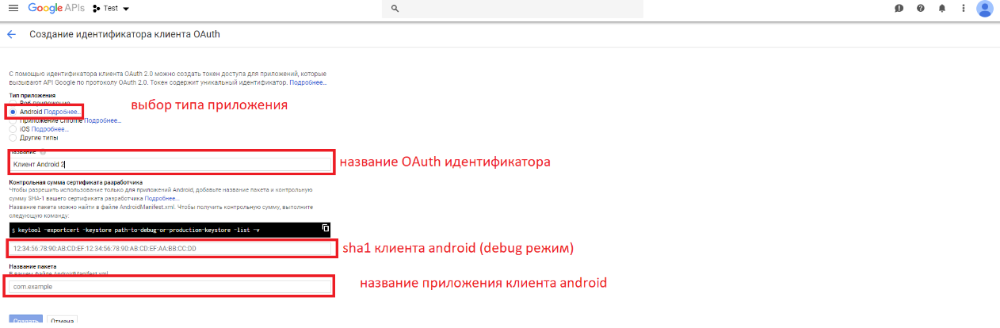 Google APIs Test
Создание идентификатора клиента OAuth
С помощью идентификатора клиента OAuth 2.0 можно создать токен доступа для приложений, которые
вызывают API Google по протоколу OAuth 2.0. Токен содержит уникальный идентификатор. Подробнее...
Тип приложения
Веб-приложение
Android Подробнее...
выбор типа приложения
Приложение Chrome Подробнее...
iOS Подробнее...
Другие типы
Название
Клиент Android 2
название OAuth идентификатора
Контрольная сумма сертификата разработчика
Чтобы разрешить использование только для приложений Android, добавьте название пакета и контрольную
сумму SHA-1 вашего сертификата разработчика Подробнее...
Название пакета можно найти в файле AndroidManifest.xml. Чтобы получить контрольную сумму, выполните
следующую команду:
$ keytool -exportcert -keystore path-to-debug-or-production-keystore -list -v
12:34:56:78:90:AB:CD:EF:12:34:56:78:90:AB:CD:EF:AA:BB:CC:DD
sha1 клиента android (debug режим)
Название пакета
В вашем файле AndroidManifest.xml
com.example
название приложения клиента android
Создать Отмена